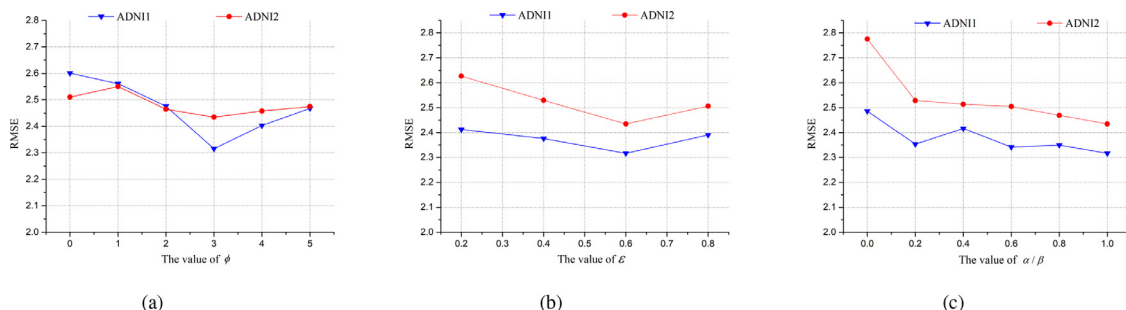 ADNI1 ADNI2
2.8
2.7
2.6
2.5
2.4
2.3
2.2
2.1
2.0
RMSE
0 1 2 3 4 5
The value of ϕ
(a)
ADNI1 ADNI2
2.8
2.7
2.6
2.5
2.4
2.3
2.2
2.1
2.0
RMSE
0.2 0.3 0.4 0.5 0.6 0.7 0.8
The value of ε
(b)
ADNI1 ADNI2
2.8
2.7
2.6
2.5
2.4
2.3
2.2
2.1
2.0
RMSE
0.0 0.2 0.4 0.6 0.8 1.0
The value of α / β
(c)